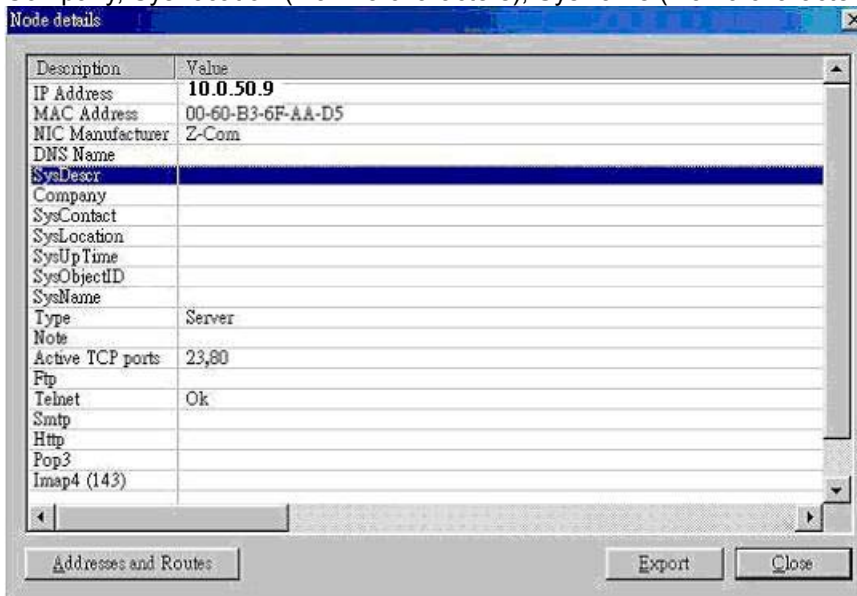 Node details
Description Value
IP Address 10.0.50.9
MAC Address 00-60-B3-6F-AA-D5
NIC Manufacturer Z-Com
DNS Name
SysDescr
Company
SysContact
SysLocation
SysUpTime
SysObjectID
SysName
Type Server
Note
Active TCP ports 23,80
Ftp
Telnet Ok
Smtp
Http
Pop3
Imap4 (143)
Addresses and Routes Export Close